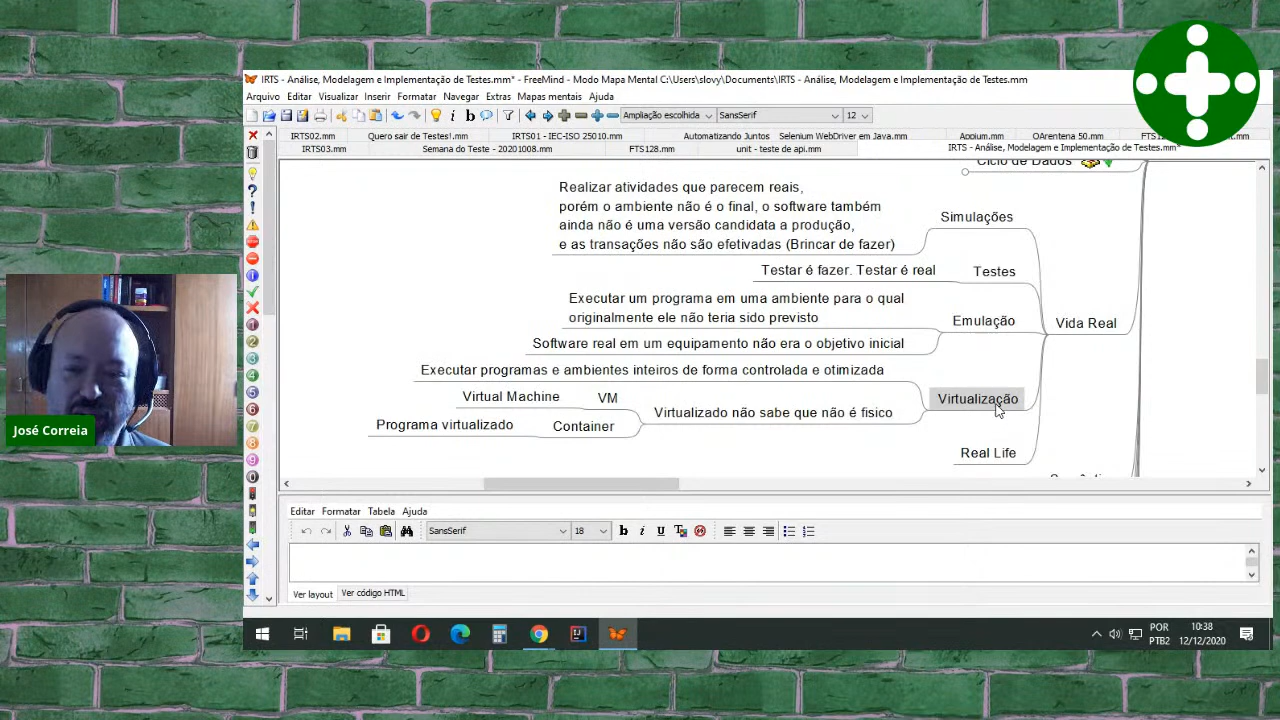 IRTS - Análise, Modelagem e Implementação de Testes.mm* - FreeMind - Modo Mapa Mental C:\Users\slovy\Documents\IRTS - Análise, Modelagem e Implementação de Testes.mm)
Arquivo Editar Visualizar Inserir Formatar Navegar Extras Mapas mentais Ajuda
Ampliação escolhida SansSerif 12
IRTS02.mm Quero sair de Testes!.mm IRTS01 - IEC-ISO 25010.mm Automatizando Juntos Selenium WebDriver em Java.mm Appium.mm OArentena 50.mm
IRTS03.mm Semana do Teste - 20201008.mm FTS128.mm unit - teste de api.mm IRTS - Análise, Modelagem e Implementação de Testes.mm*
Ciclo de Dados
Realizar atividades que parecem reais,
porém o ambiente não é o final, o software também
ainda não é uma versão candidata a produção,
e as transações não são efetivadas (Brincar de fazer)
Simulações
Testar é fazer. Testar é real
Testes
Executar um programa em uma ambiente para o qual
originalmente ele não teria sido previsto
Emulação
Vida Real
Software real em um equipamento não era o objetivo inicial
Executar programas e ambientes inteiros de forma controlada e otimizada
Virtual Machine VM
Virtualização
Virtualizado não sabe que não é fisico
Programa virtualizado Container
Real Life
José Correia
Editar Formatar Tabela Ajuda
SansSerif 18
Ver layout Ver código HTML
POR
PTB2
10:38
12/12/2020